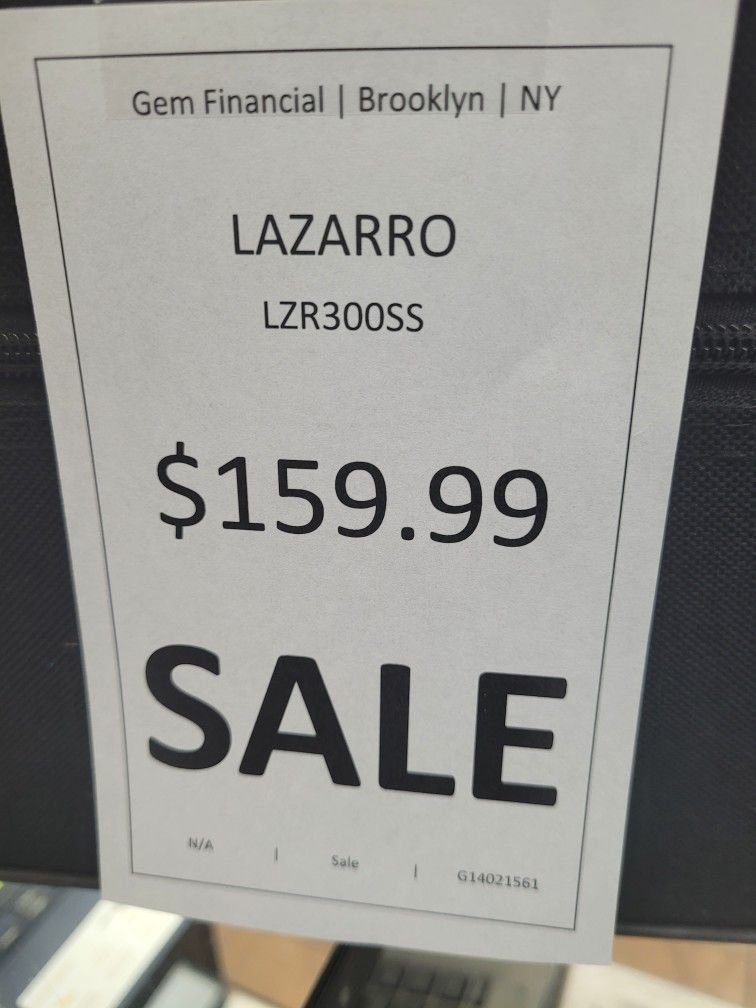 Gem Financial | Brooklyn | NY
LAZARRO
LZR300SS
$159.99
SALE
N/A | Sale | G14021561